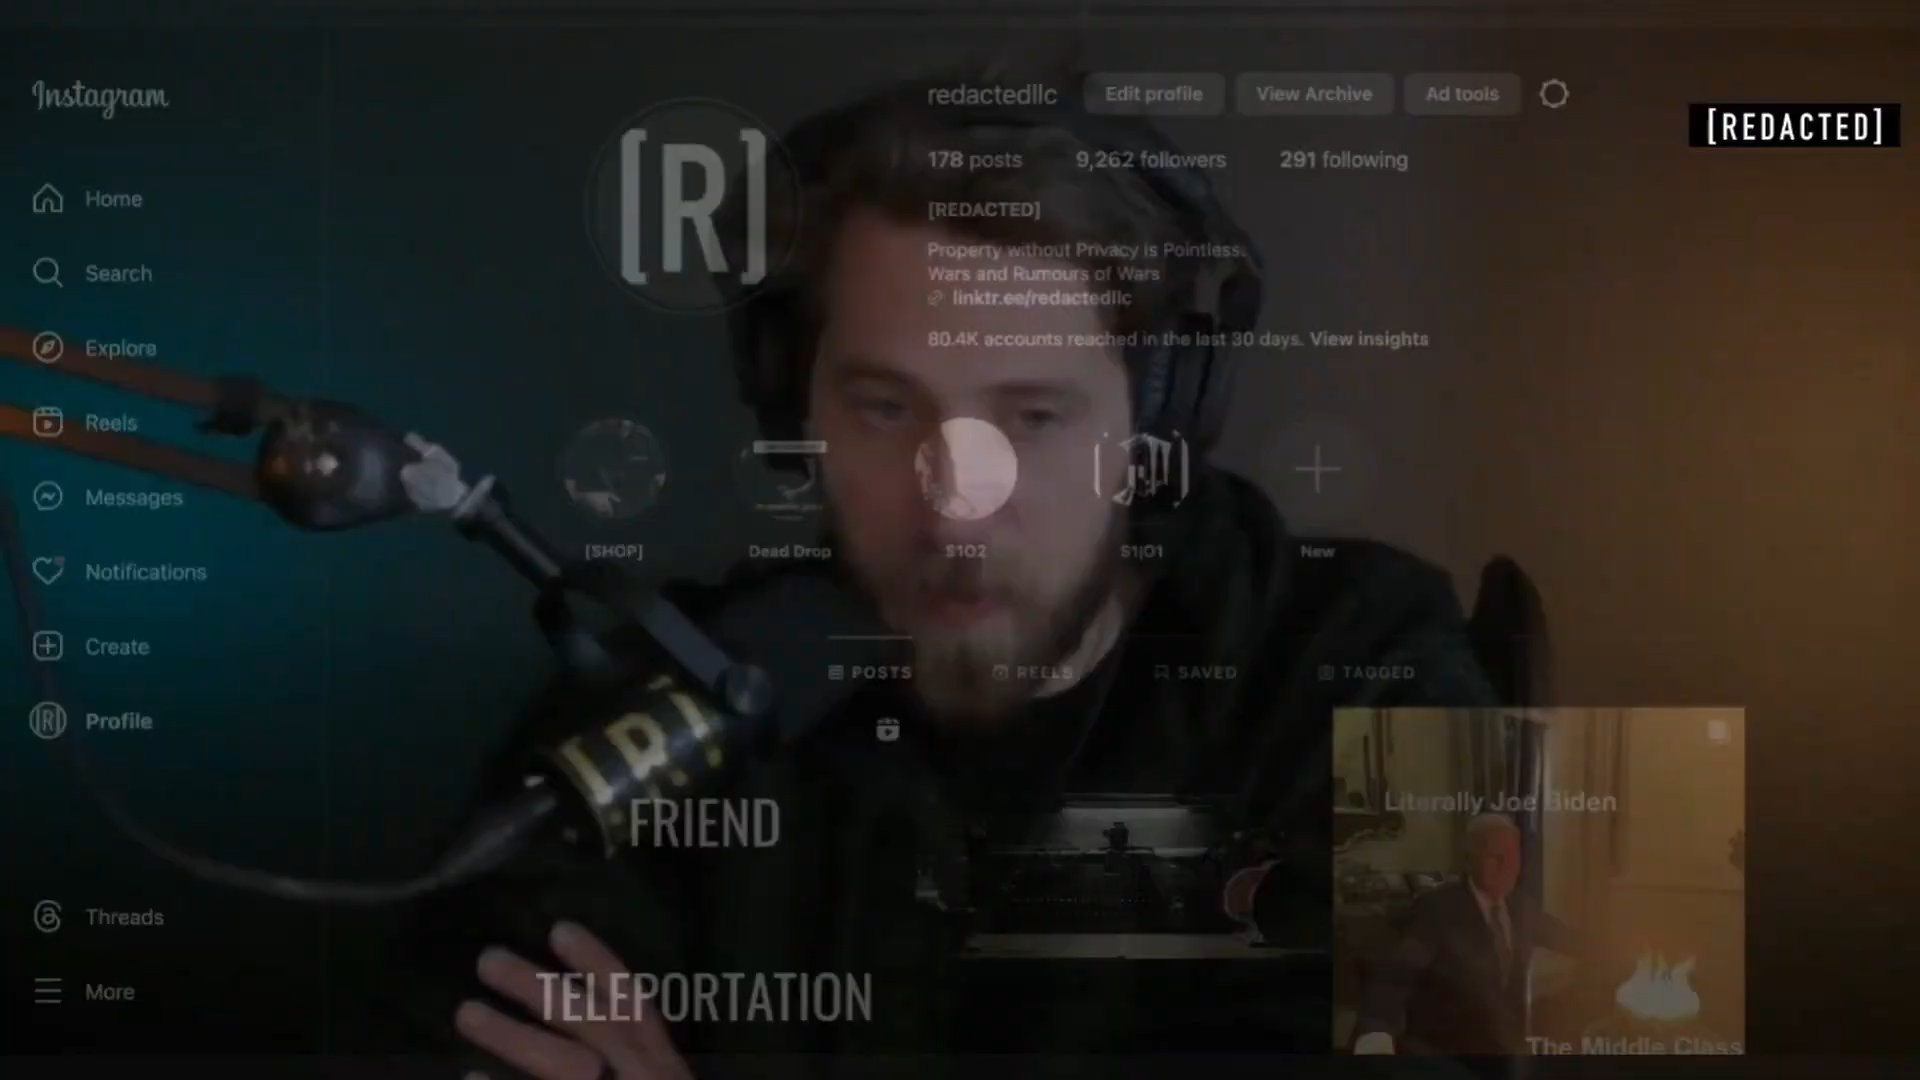 Instagram
Home
Search
Explore
Reels
Messages
Notifications
Create
Profile
Threads
More
[R]
redactedllc
Edit profile
View Archive
Ad tools
178 posts
9,262 followers
291 following
[REDACTED]
Property without Privacy is Pointless.
Wars and Rumours of Wars
linktr.ee/redactedllc
80.4K accounts reached in the last 30 days. View insights
[REDACTED]
[SHOP]
Dead Drop
S1O2
S1|O1
New
POSTS
REELS
SAVED
TAGGED
[R]
FRIEND
TELEPORTATION
Literally Joe Biden
The Middle Class